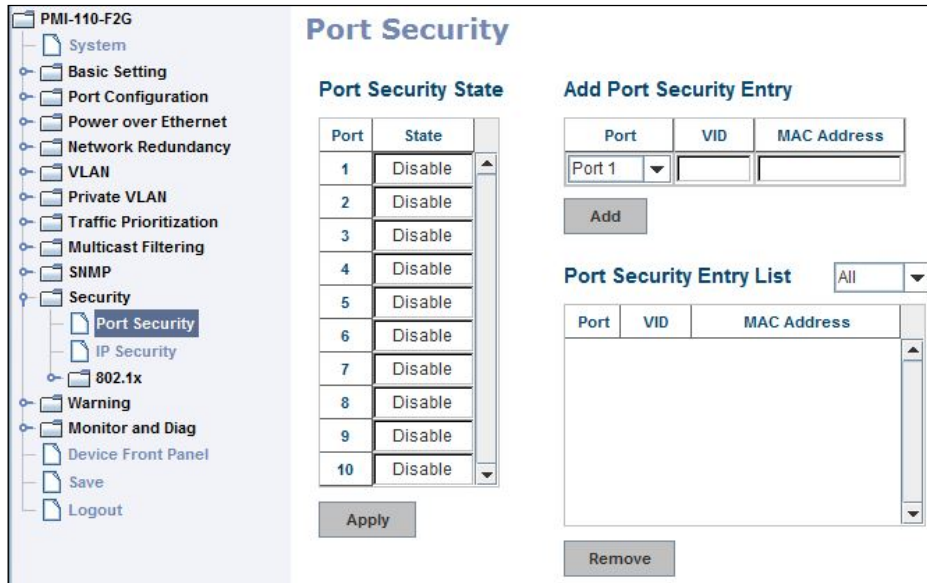 PMI-110-F2G
System
Basic Setting
Port Configuration
Power over Ethernet
Network Redundancy
VLAN
Private VLAN
Traffic Prioritization
Multicast Filtering
SNMP
Security
Port Security
IP Security
802.1x
Warning
Monitor and Diag
Device Front Panel
Save
Logout
Port Security
Port Security State
Port State
1 Disable
2 Disable
3 Disable
4 Disable
5 Disable
6 Disable
7 Disable
8 Disable
9 Disable
10 Disable
Apply
Add Port Security Entry
Port VID MAC Address
Port 1
Add
Port Security Entry List All
Port VID MAC Address
Remove